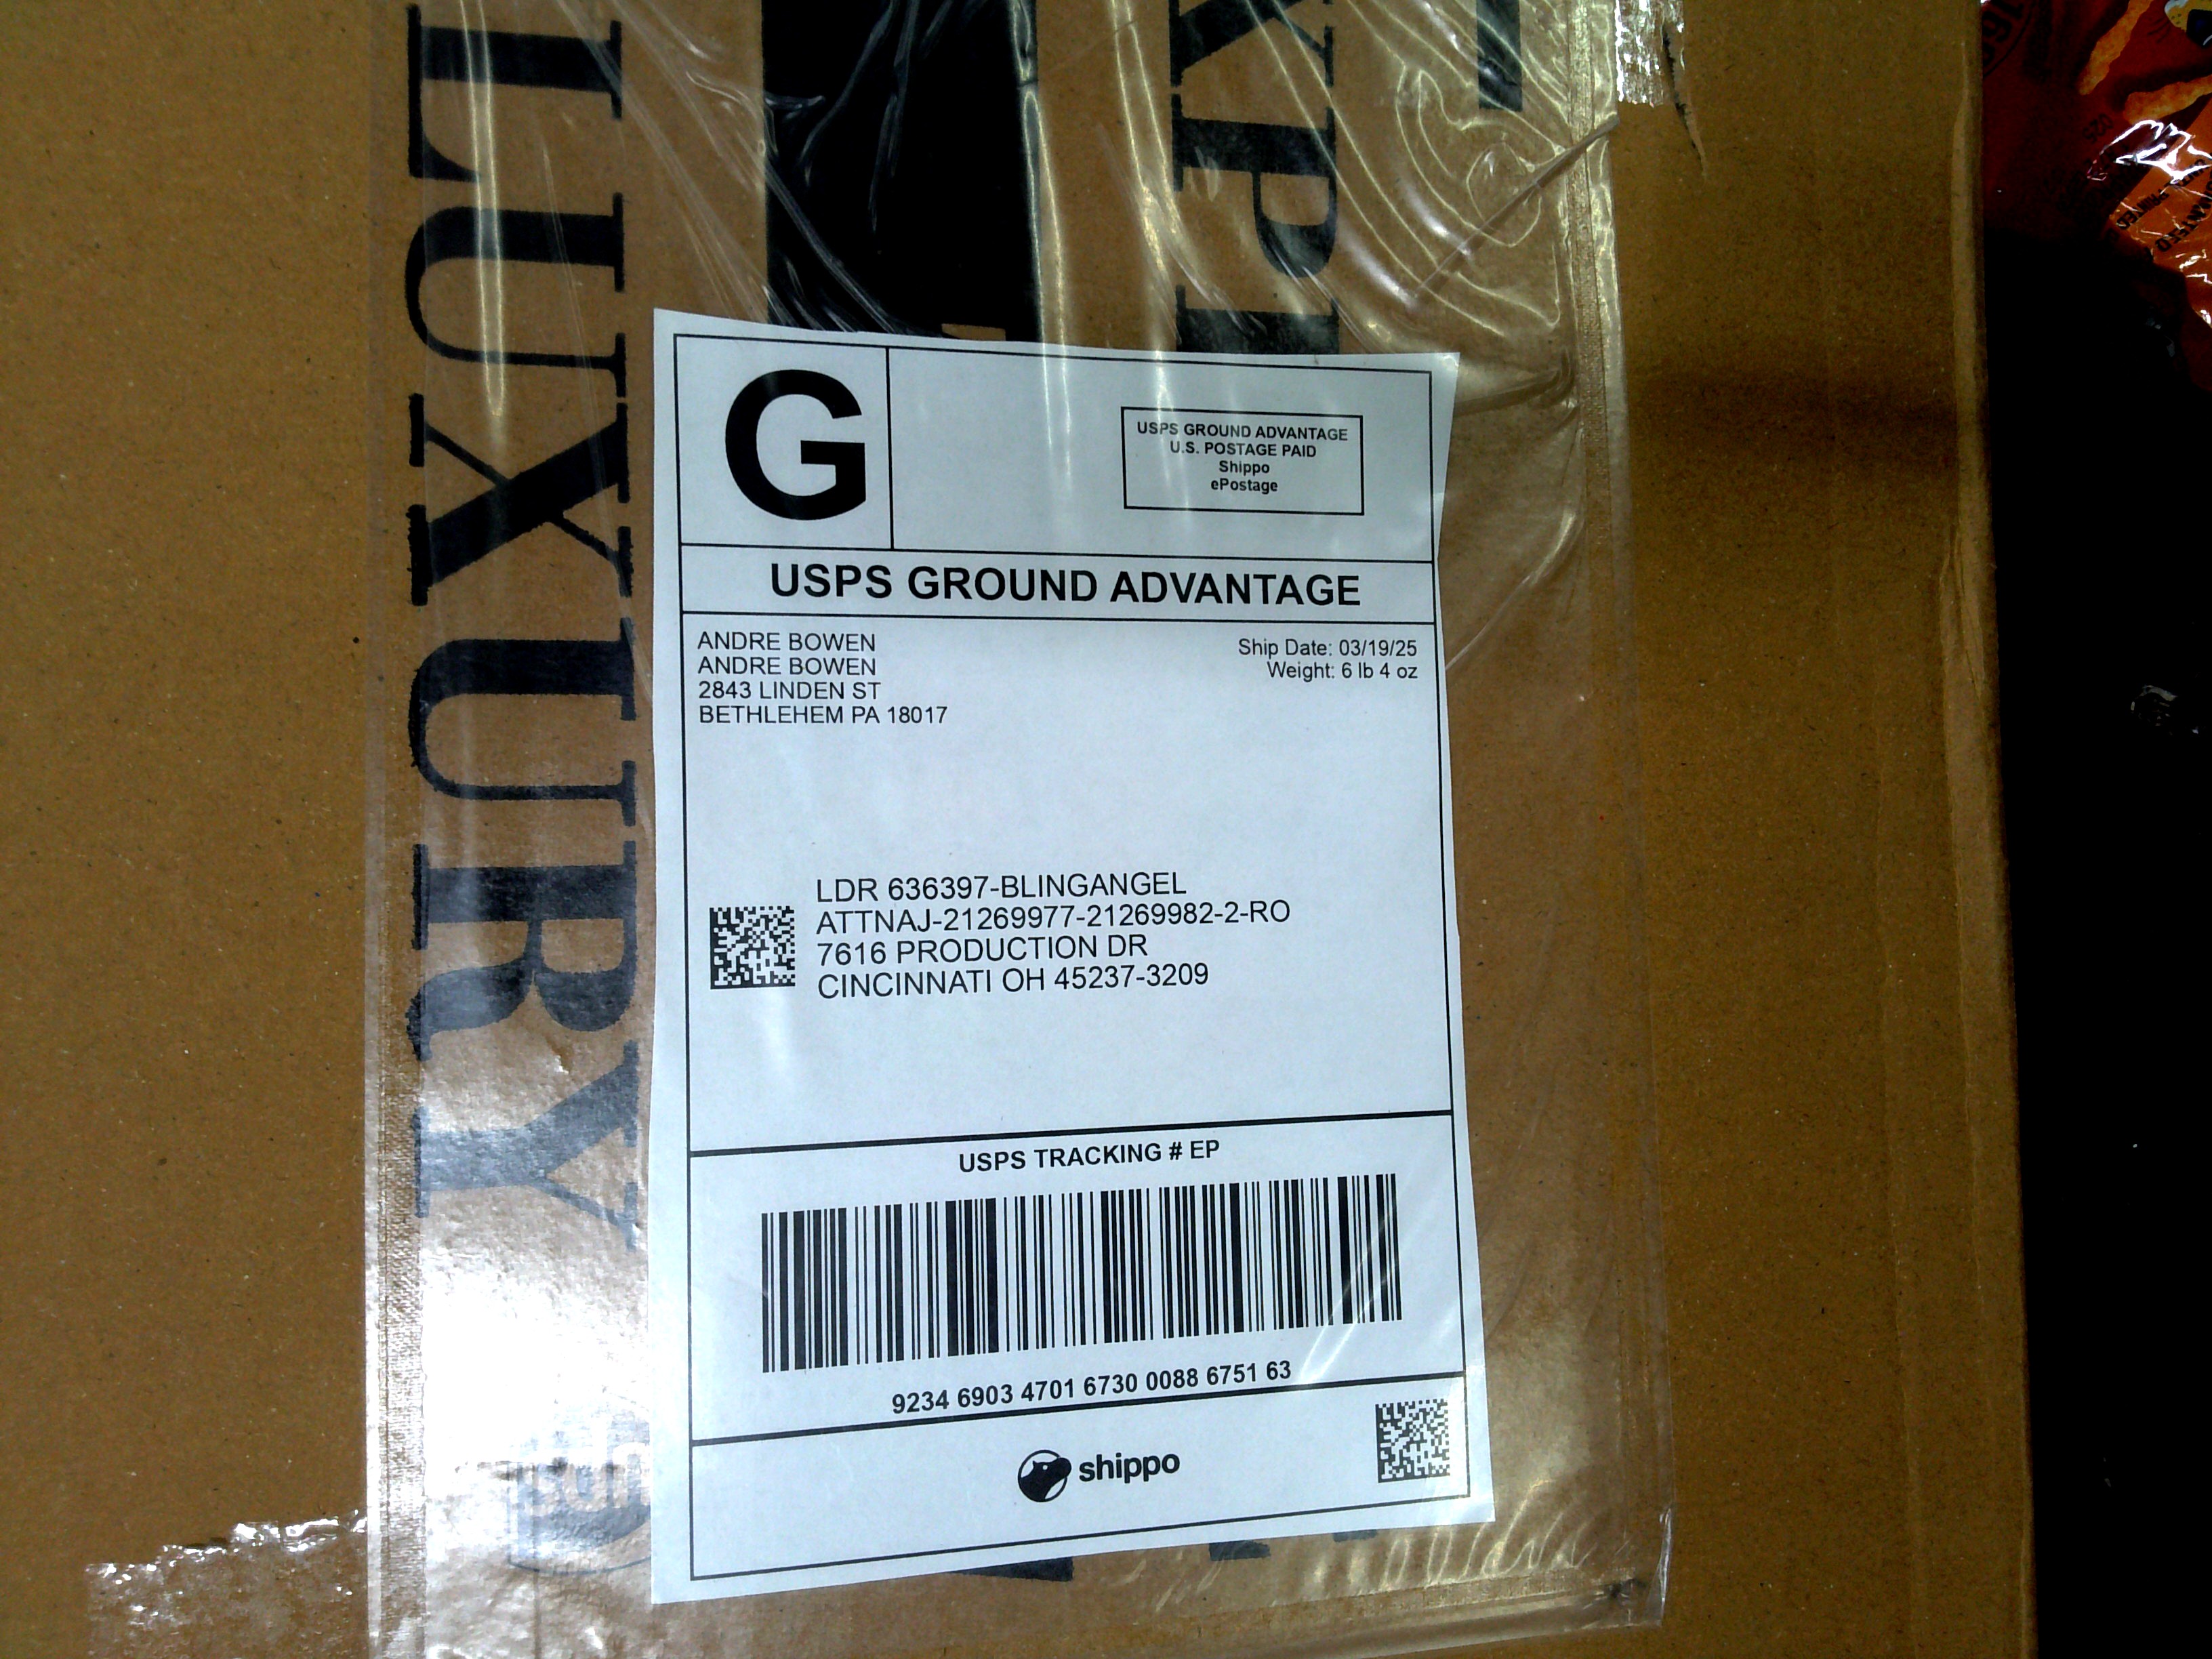 LUXURY
G
USPS GROUND ADVANTAGE
U.S. POSTAGE PAID
Shippo
ePostage
USPS GROUND ADVANTAGE
ANDRE BOWEN
ANDRE BOWEN
2843 LINDEN ST
BETHLEHEM PA 18017
Ship Date: 03/19/25
Weight: 6 lb 4 oz
LDR 636397-BLINGANGEL
ATTNAJ-21269977-21269982-2-RO
7616 PRODUCTION DR
CINCINNATI OH 45237-3209
USPS TRACKING # EP
9234 6903 4701 6730 0088 6751 63
shippo